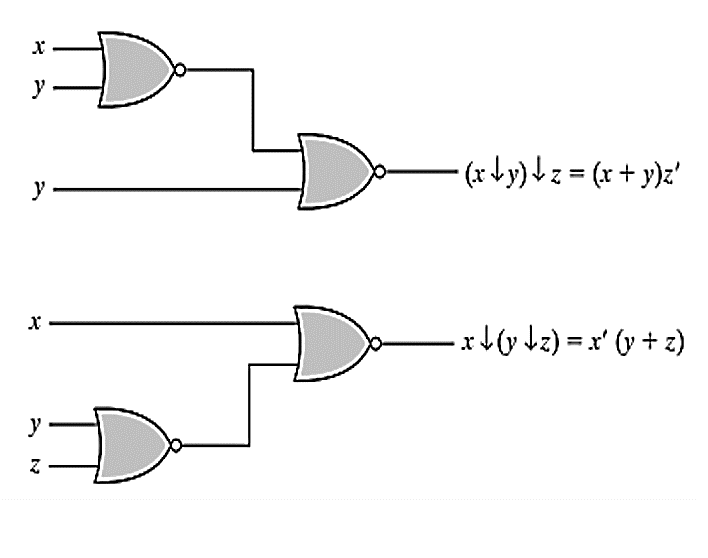 x
y
y
(x↓y)↓z = (x + y)z′
x
x↓(y↓z) = x′ (y + z)
y
z